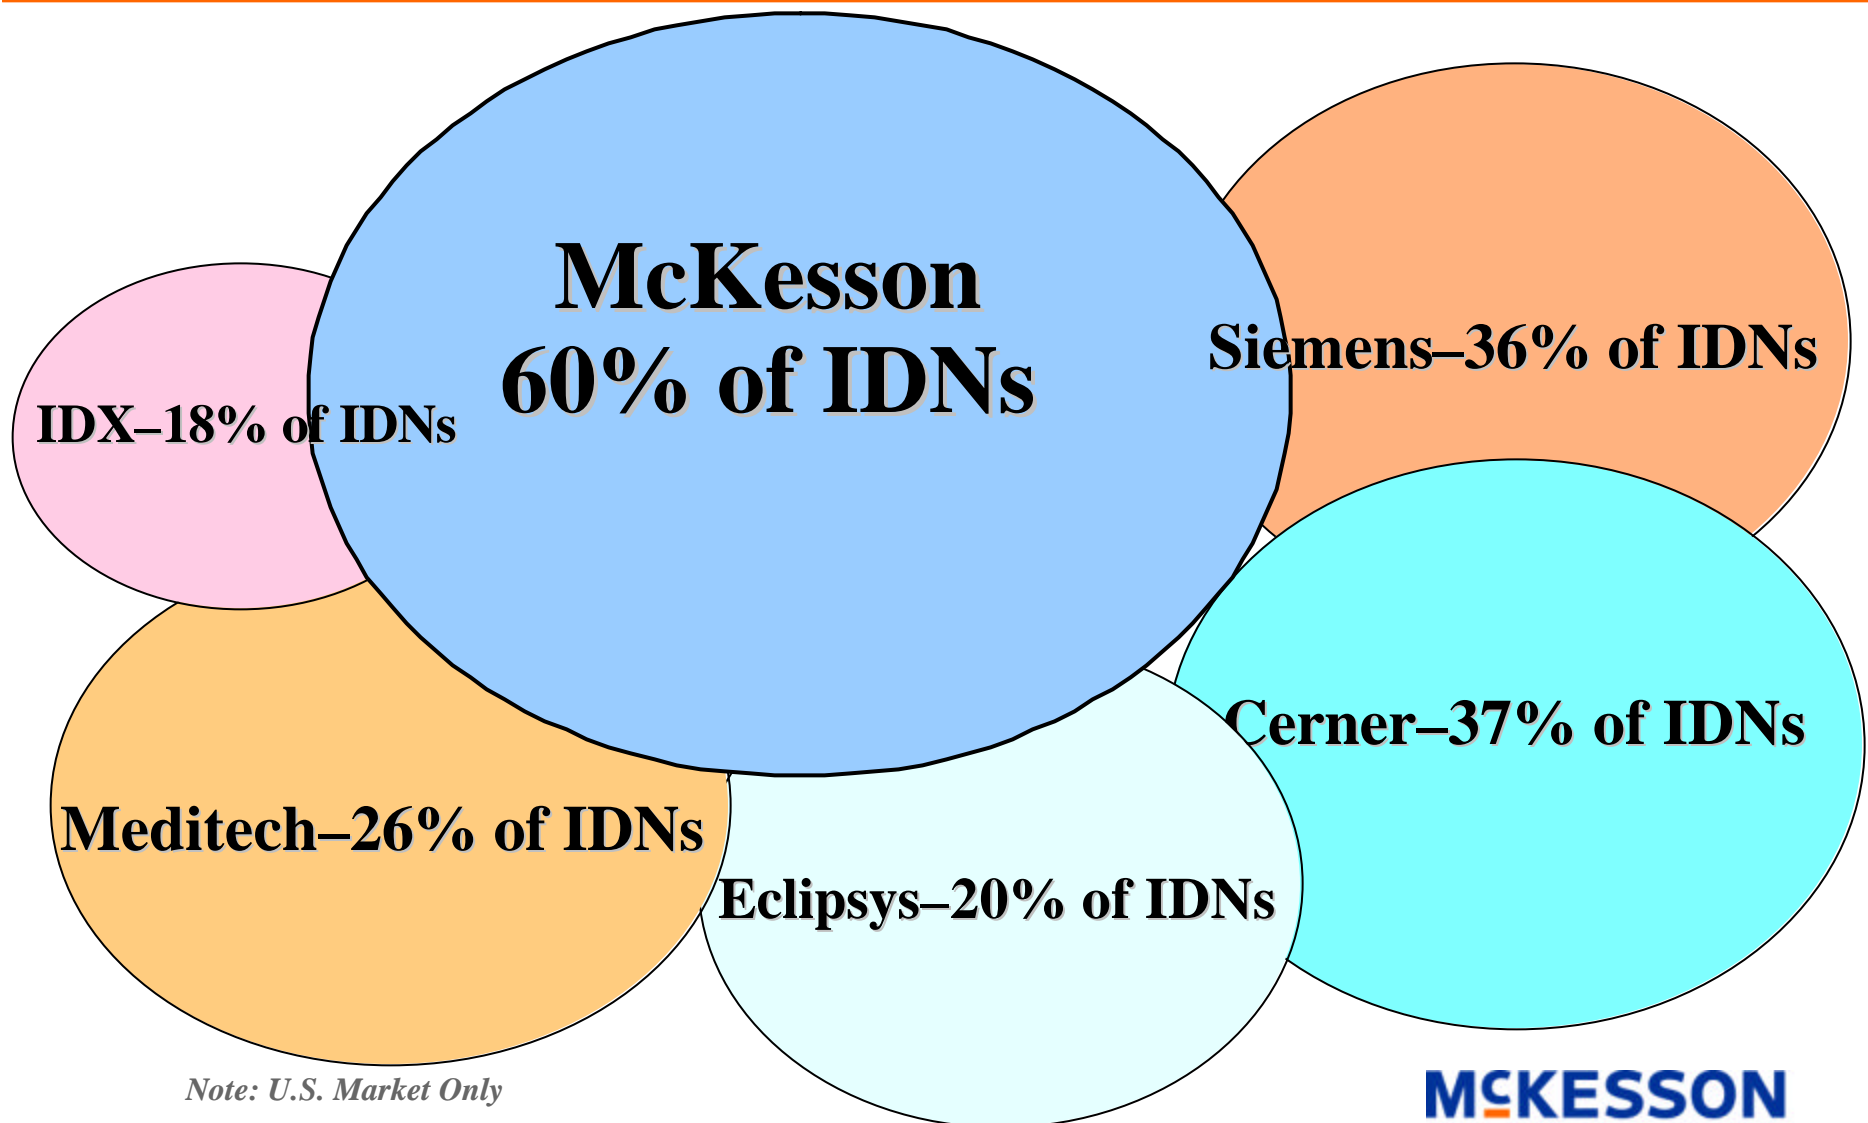 McKesson
60% of IDNs
Siemens–36% of IDNs
IDX–18% of IDNs
Cerner–37% of IDNs
Meditech–26% of IDNs
Eclipsys–20% of IDNs
Note: U.S. Market Only
McKESSON